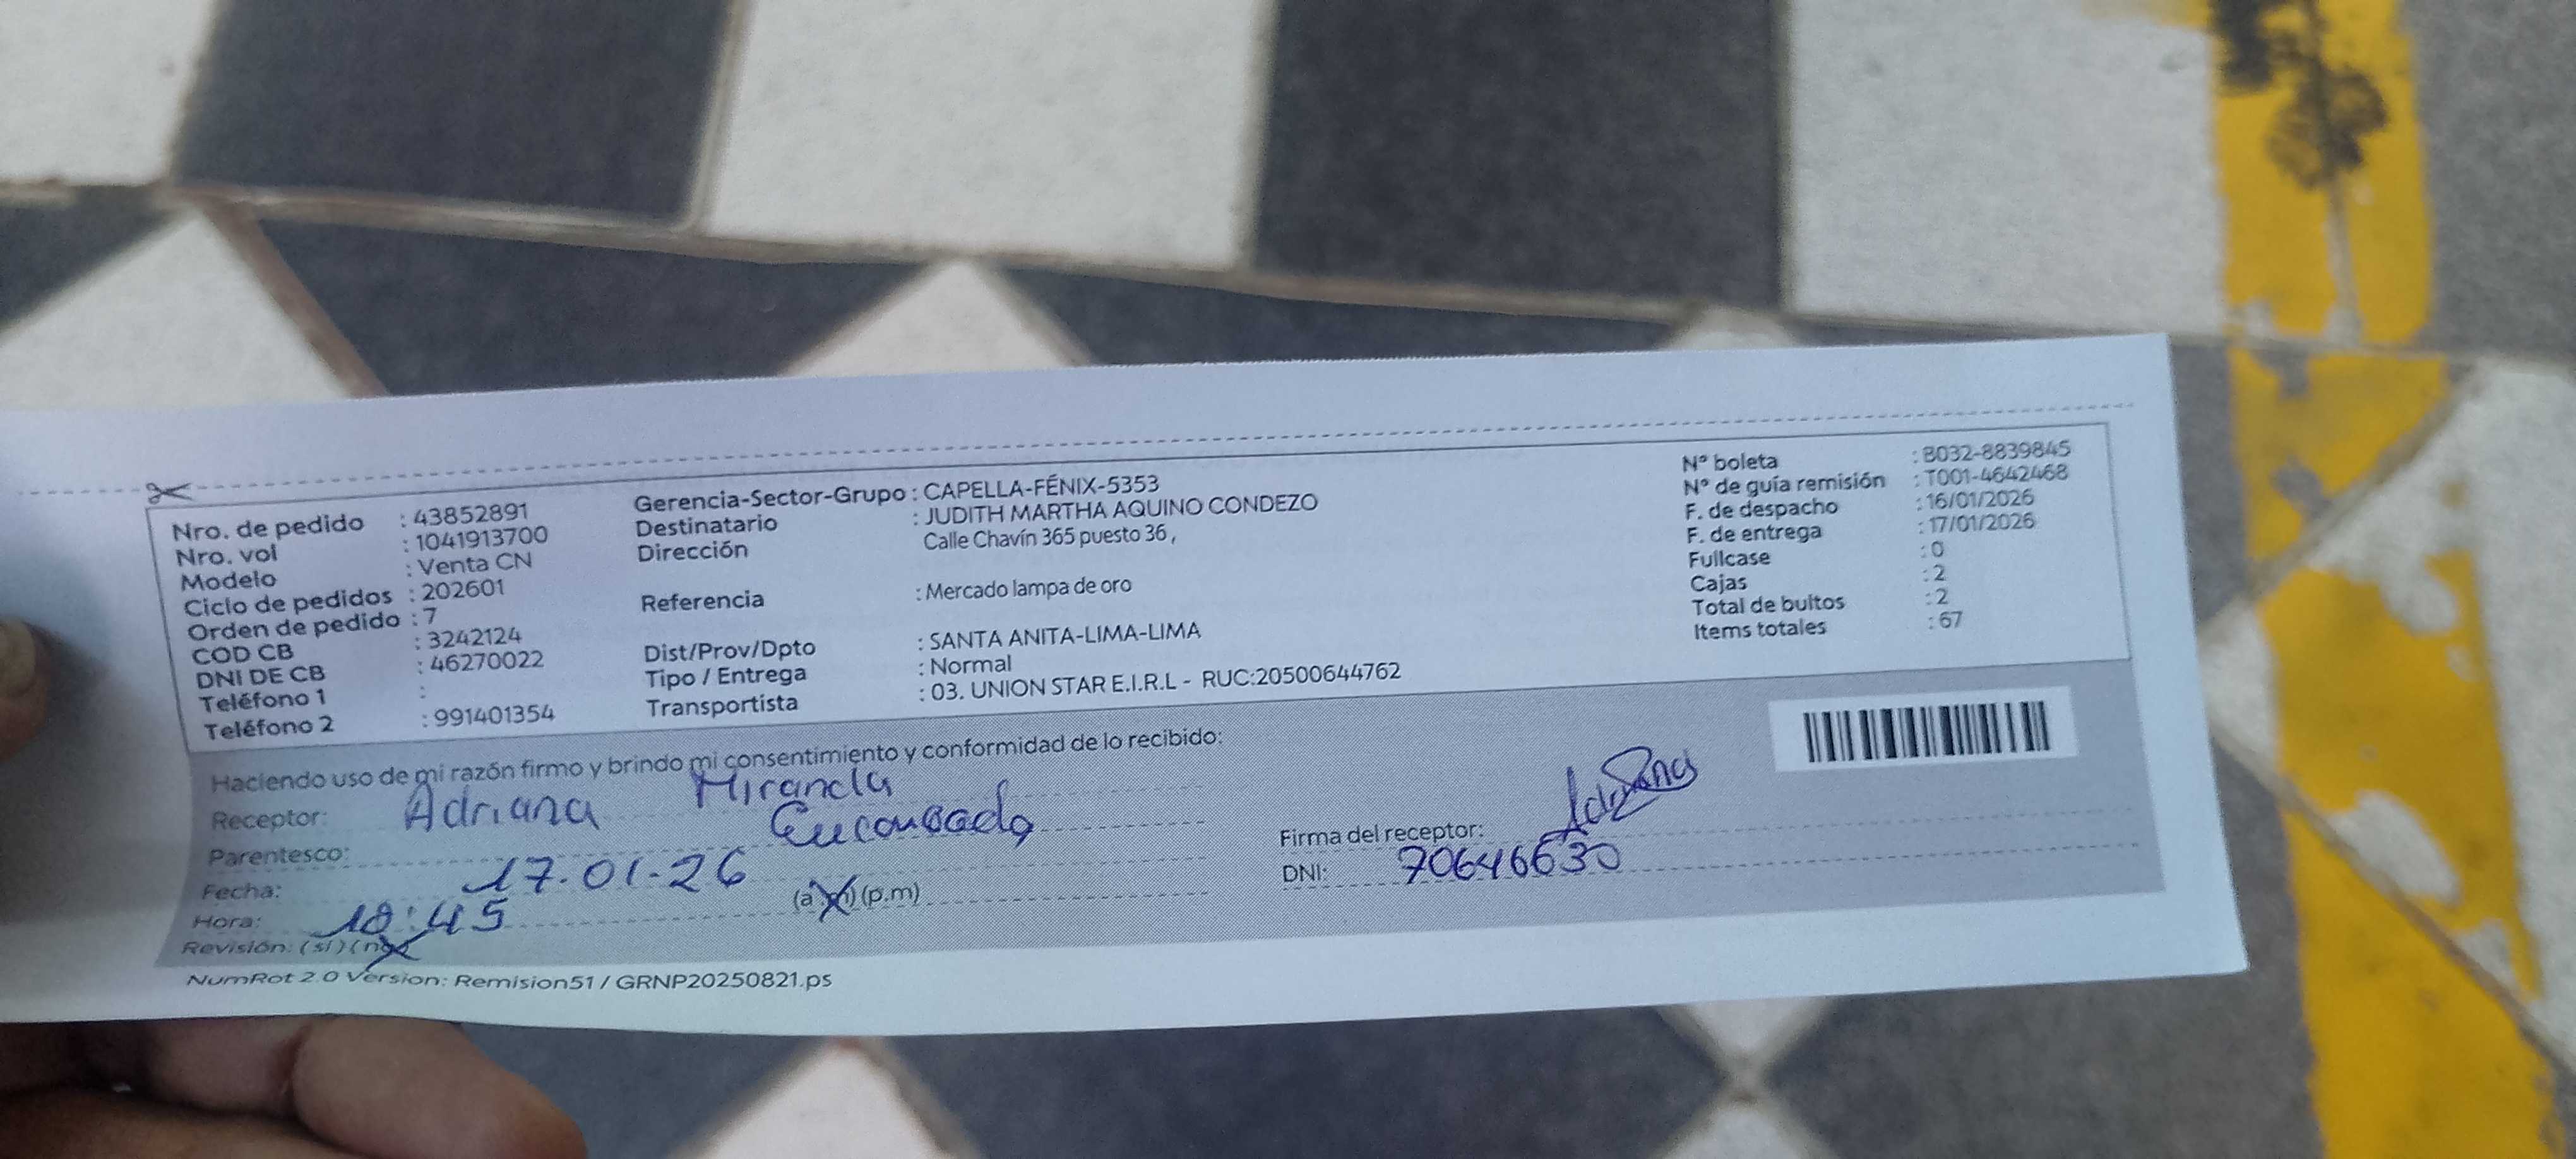 Nro. de pedido : 43852891
Nro. vol : 1041913700
Modelo : Venta CN
Ciclo de pedidos : 202601
Orden de pedido : 7
COD CB : 3242124
DNI DE CB : 46270022
Teléfono 1 :
Teléfono 2 : 991401354
Gerencia-Sector-Grupo : CAPELLA-FÉNIX-5353
Destinatario : JUDITH MARTHA AQUINO CONDEZO
Dirección Calle Chavín 365 puesto 36 ,
Referencia : Mercado lampa de oro
Dist/Prov/Dpto : SANTA ANITA-LIMA-LIMA
Tipo / Entrega : Normal
Transportista : 03. UNION STAR E.I.R.L - RUC:20500644762
N° boleta : B032-8839845
N° de guía remisión : T001-4642468
F. de despacho : 16/01/2026
F. de entrega : 17/01/2026
Fullcase : 0
Cajas : 2
Total de bultos : 2
Items totales : 67
Haciendo uso de mi razón firmo y brindo mi consentimiento y conformidad de lo recibido:
Receptor: Adriana Miranda
Parentesco: Encargada
Fecha: 17-01-26
Hora: :45 (p.m)
Revisión: (si) (no)
Firma del receptor:
DNI: 70646630
NumRot 2.0 Version: Remision51 / GRNP20250821.ps